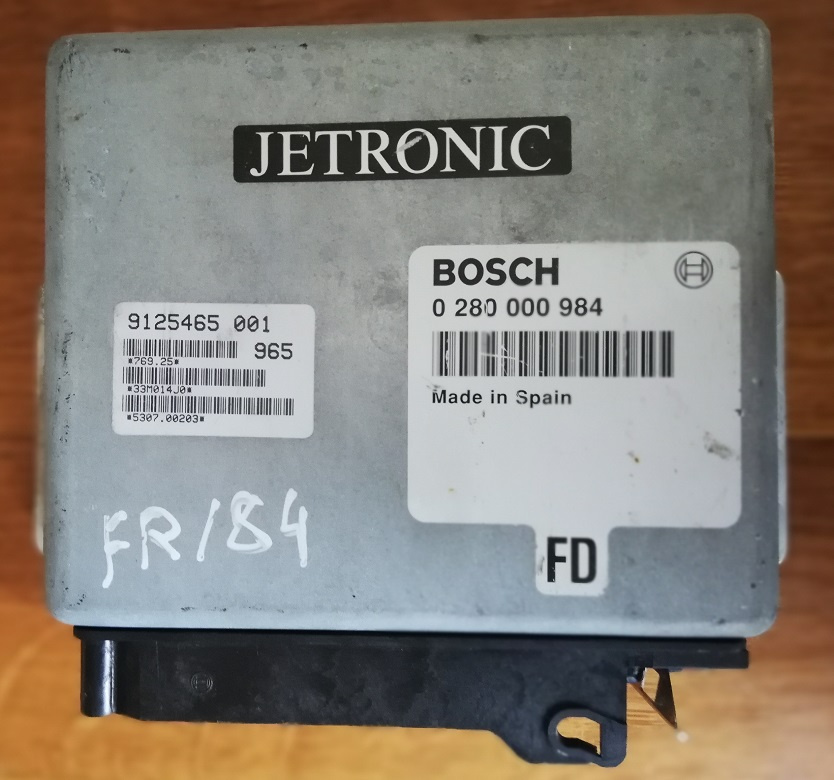 JETRONIC
BOSCH
0 280 000 984
Made in Spain
FD
9125465 001
965
*769.25*
*33M014J0*
*5307.00203*
FR/84